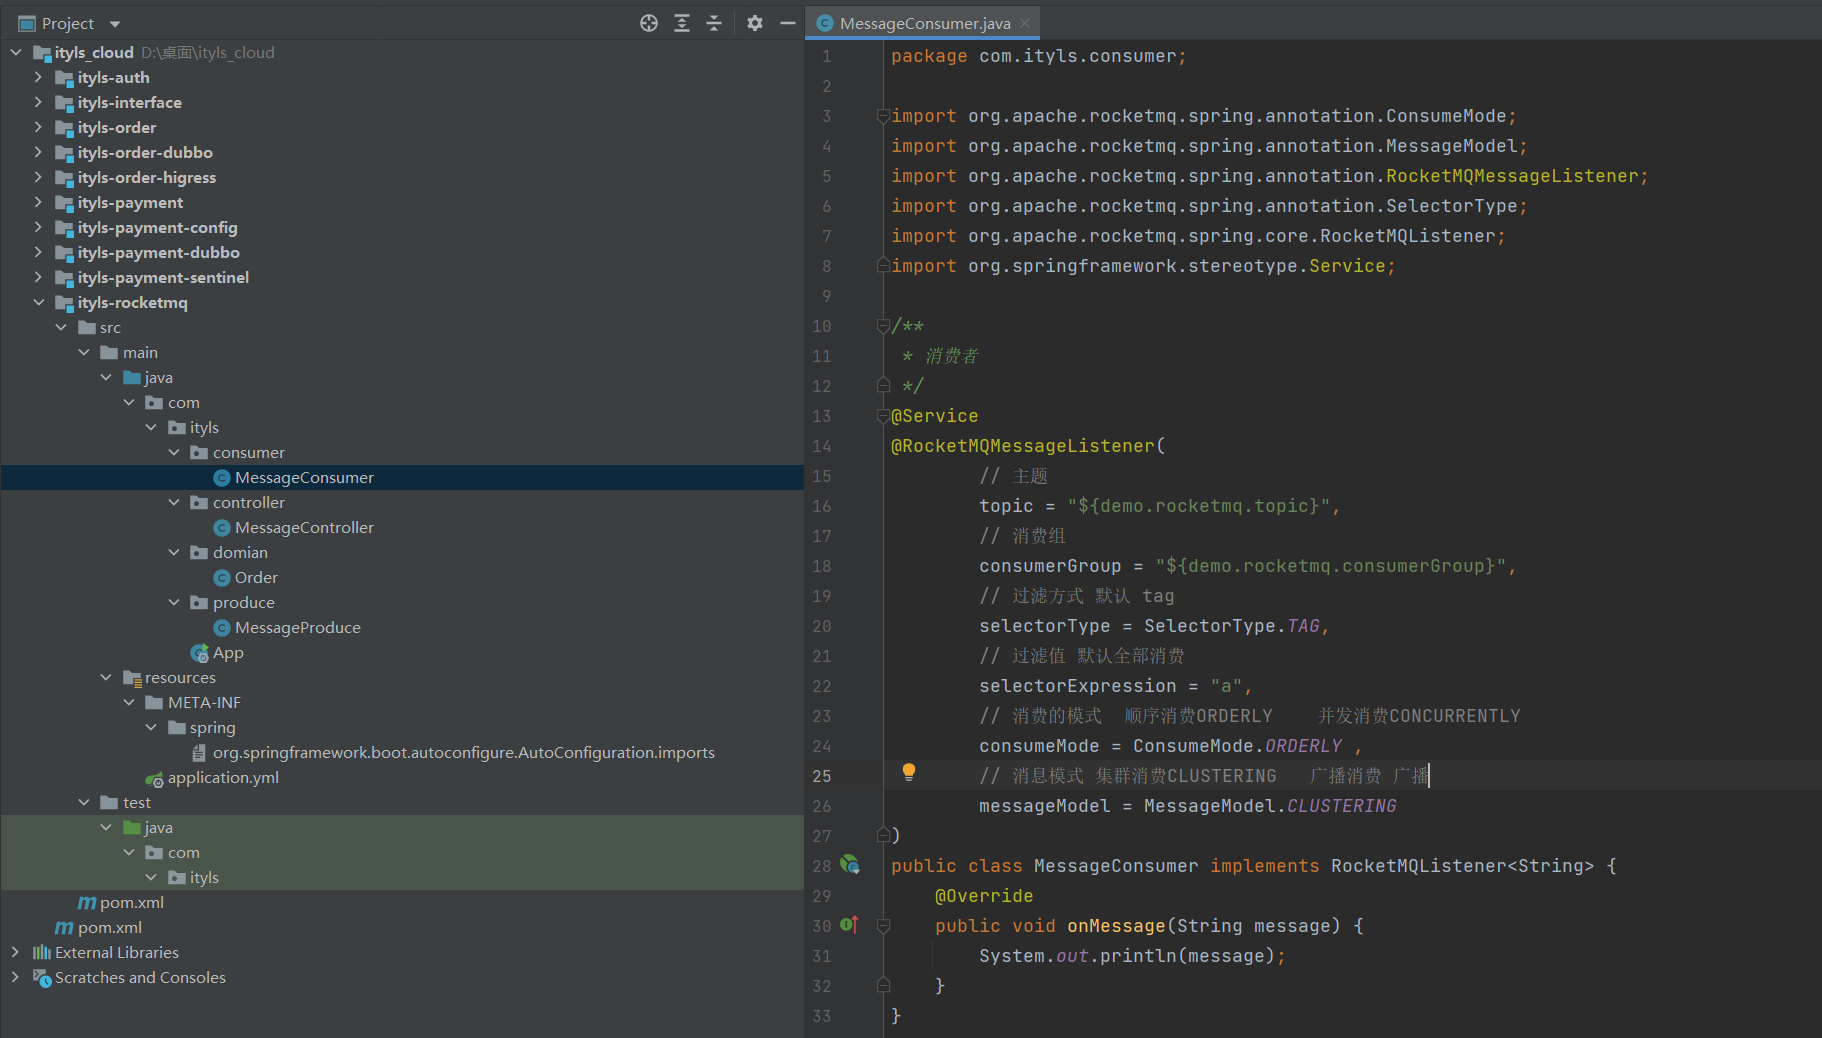 Project
ityls_cloud D:\桌面\ityls_cloud
ityls-auth
ityls-interface
ityls-order
ityls-order-dubbo
ityls-order-higress
ityls-payment
ityls-payment-config
ityls-payment-dubbo
ityls-payment-sentinel
ityls-rocketmq
src
main
java
com
ityls
consumer
MessageConsumer
controller
MessageController
domian
Order
produce
MessageProduce
App
resources
META-INF
spring
org.springframework.boot.autoconfigure.AutoConfiguration.imports
application.yml
test
java
com
ityls
pom.xml
pom.xml
External Libraries
Scratches and Consoles
MessageConsumer.java
1 package com.ityls.consumer;
2
3 import org.apache.rocketmq.spring.annotation.ConsumeMode;
4 import org.apache.rocketmq.spring.annotation.MessageModel;
5 import org.apache.rocketmq.spring.annotation.RocketMQMessageListener;
6 import org.apache.rocketmq.spring.annotation.SelectorType;
7 import org.apache.rocketmq.spring.core.RocketMQListener;
8 import org.springframework.stereotype.Service;
9
10 /**
11 * 消费者
12 */
13 @Service
14 @RocketMQMessageListener(
15 // 主题
16 topic = "${demo.rocketmq.topic}",
17 // 消费组
18 consumerGroup = "${demo.rocketmq.consumerGroup}",
19 // 过滤方式 默认 tag
20 selectorType = SelectorType.TAG,
21 // 过滤值 默认全部消费
22 selectorExpression = "a",
23 // 消费的模式 顺序消费ORDERLY 并发消费CONCURRENTLY
24 consumeMode = ConsumeMode.ORDERLY ,
25 // 消息模式 集群消费CLUSTERING 广播消费 广播
26 messageModel = MessageModel.CLUSTERING
27 )
28 public class MessageConsumer implements RocketMQListener<String> {
29 @Override
30 public void onMessage(String message) {
31 System.out.println(message);
32 }
33 }